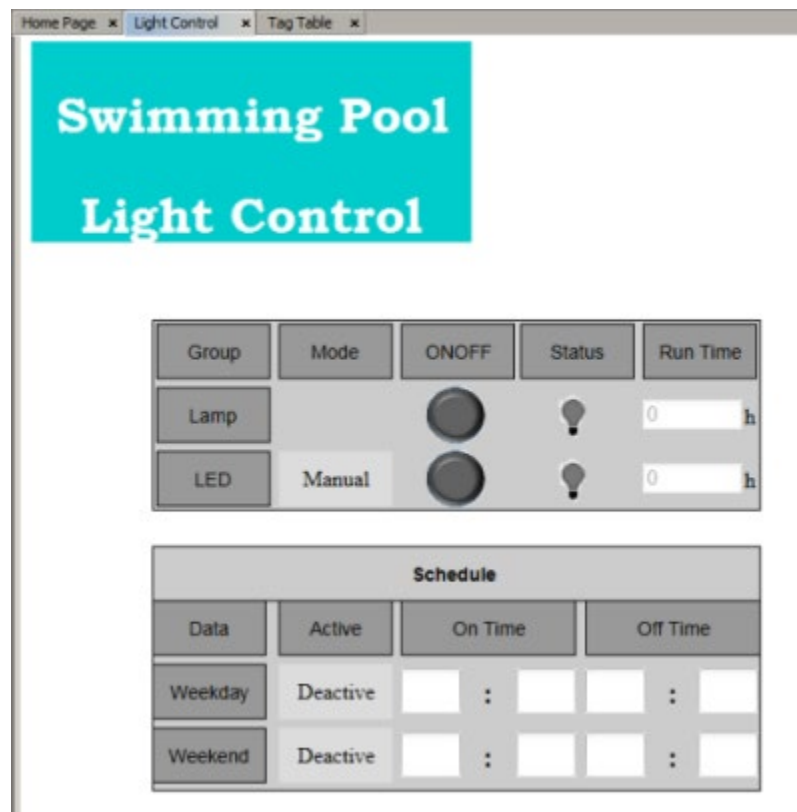 Home Page × Light Control × Tag Table ×
Swimming Pool
Light Control
Group Mode ONOFF Status Run Time
Lamp 0 h
LED Manual 0 h
Schedule
Data Active On Time Off Time
Weekday Deactive : :
Weekend Deactive : :